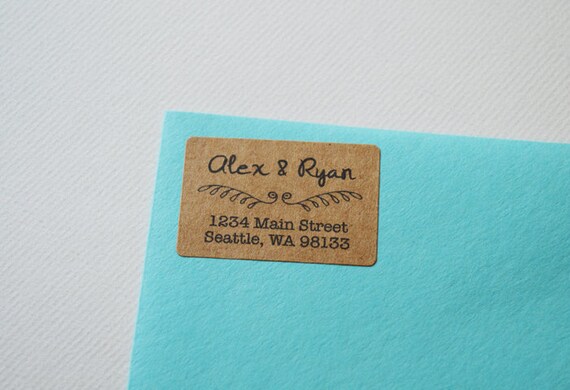 Alex & Ryan
1234 Main Street
Seattle, WA 98133